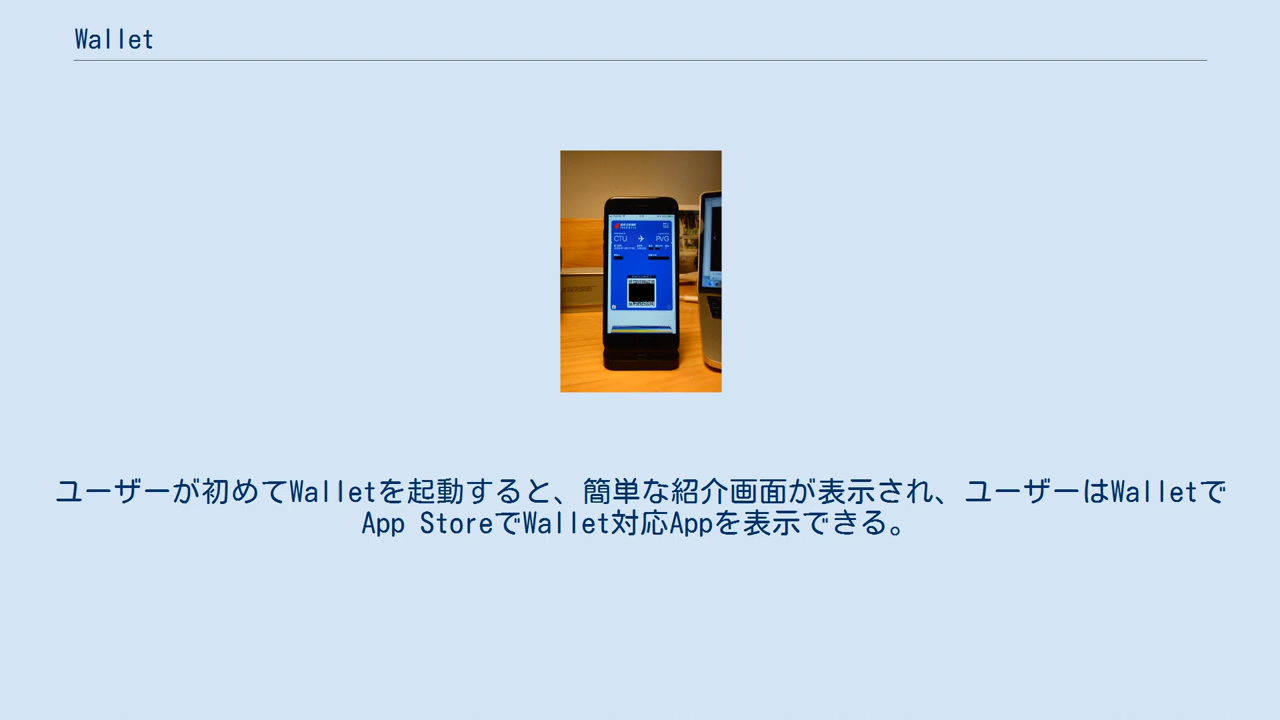 Wallet
CTU
PVG
BOSE
ユーザーが初めてWalletを起動すると、簡単な紹介画面が表示され、ユーザーはWalletで
App StoreでWallet対応Appを表示できる。